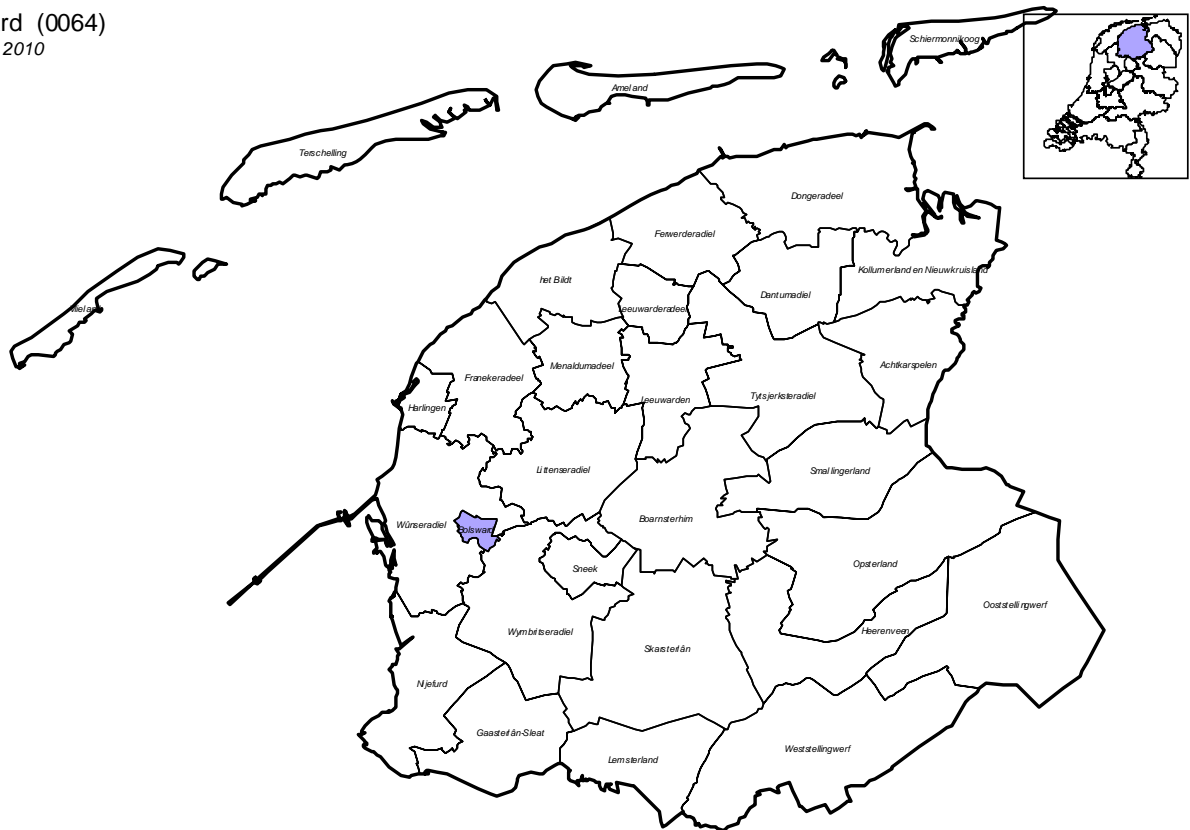 rd (0064)
2010
Schiermonnikoog
Ameland
Terschelling
Dongeradeel
Ferwerderadiel
Kollumerland en Nieuwkruisland
het Bildt
Dantumadiel
Vlieland
Leeuwarderadeel
Achtkarspelen
Menaldumadeel
Franekeradeel
Tytsjerksteradiel
Leeuwarden
Harlingen
Littenseradiel
Smallingerland
Boarnsterhim
Wûnseradiel
Bolsward
Opsterland
Sneek
Ooststellingwerf
Heerenveen
Wymbritseradiel
Skarsterlân
Nijefurd
Gaasterlân-Sleat
Weststellingwerf
Lemsterland